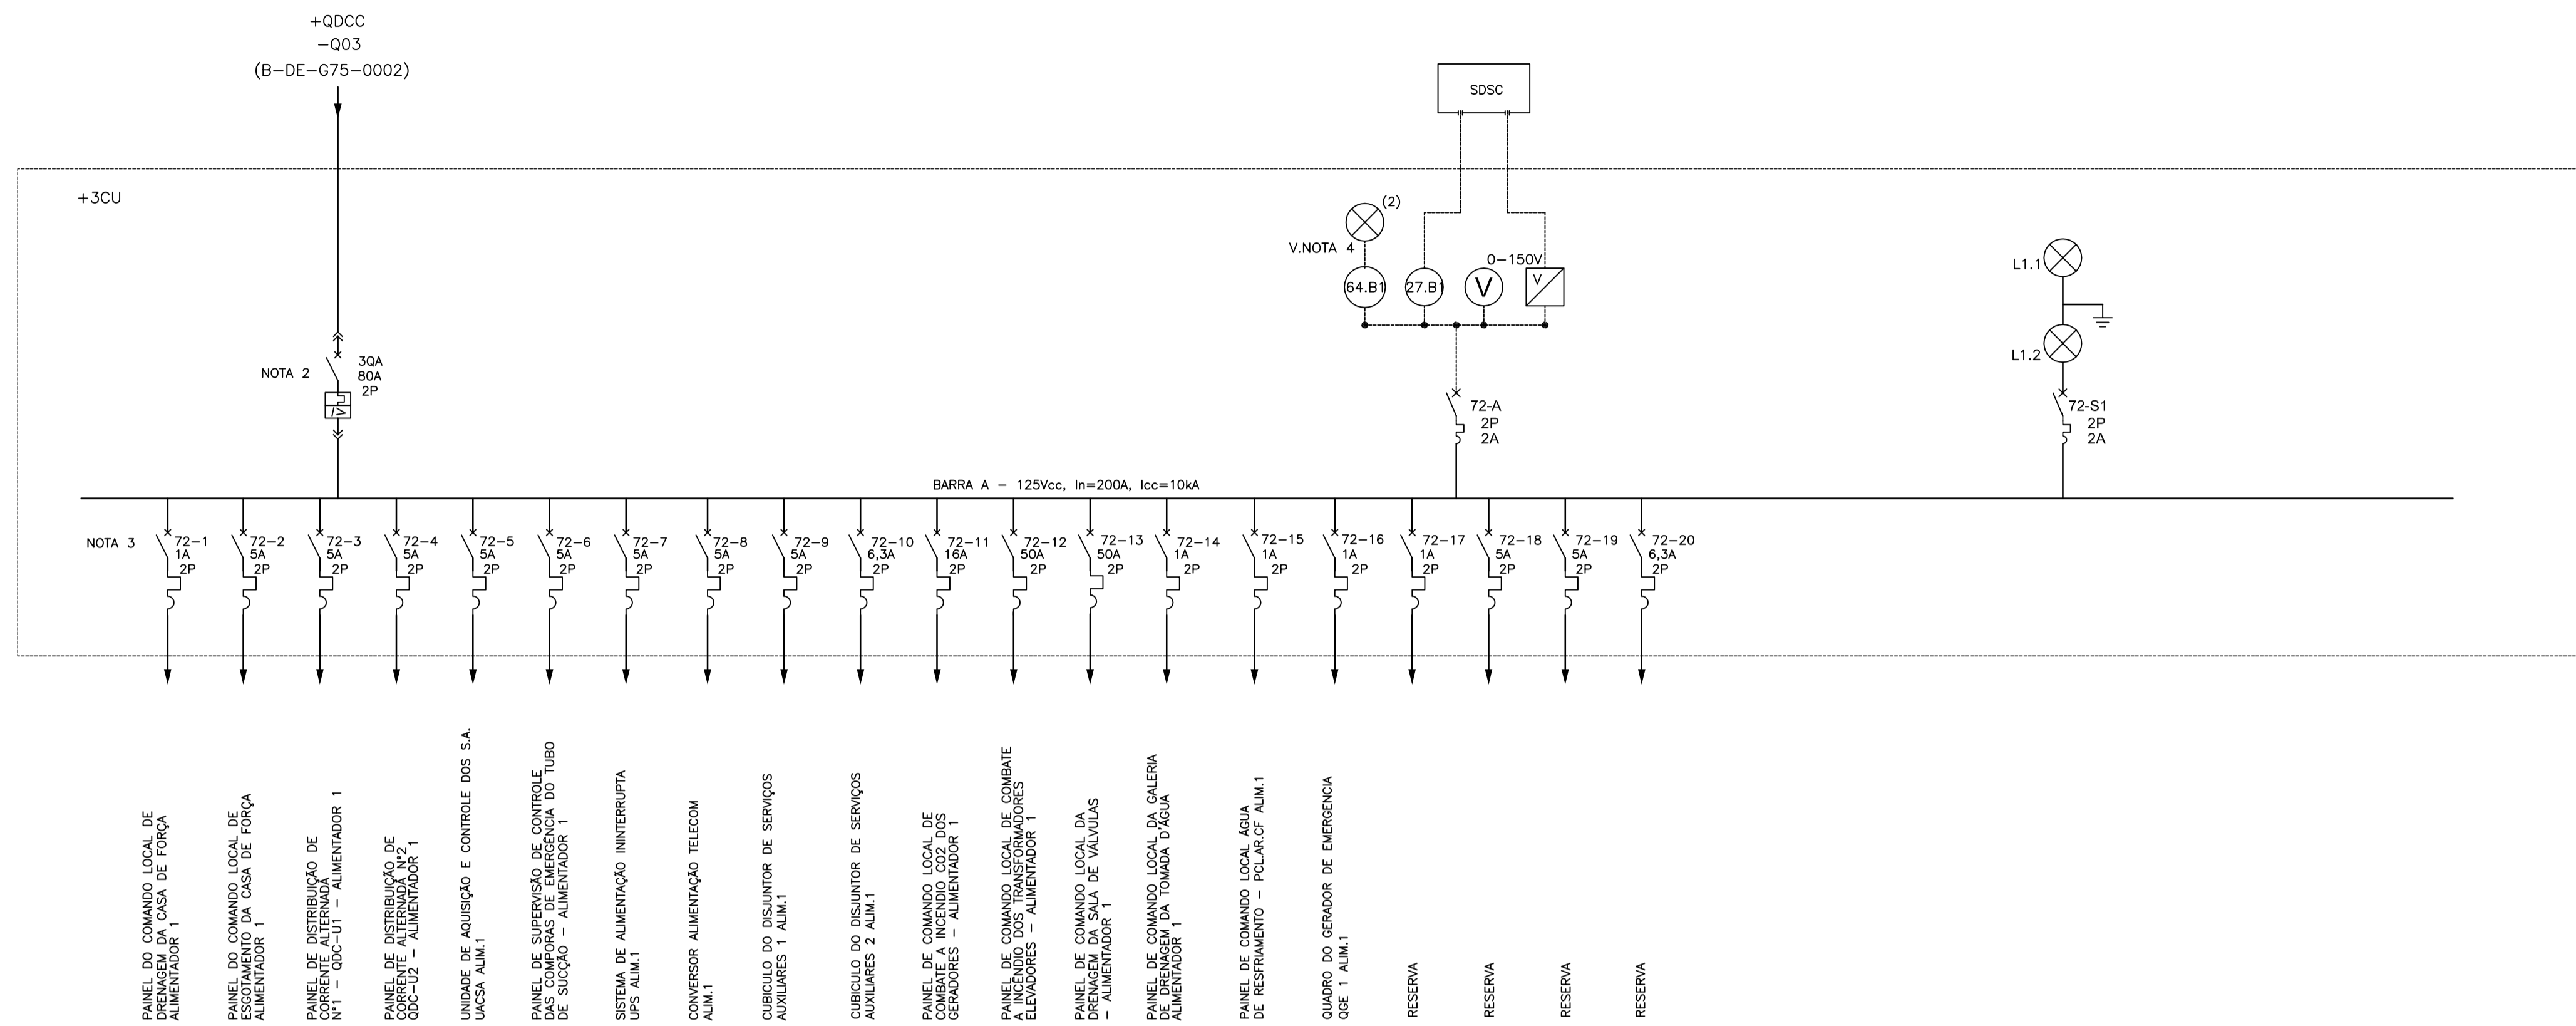 +QDCC
-Q03
(B-DE-G75-0002)
SDSC
+3CU
(2)
V.NOTA 4
0-150V
64.B1
27.B1
V
V
L1.1
L1.2
NOTA 2
3QA
80A
2P
I>
72-A
2P
2A
72-S1
2P
2A
BARRA A - 125Vcc, In=200A, Icc=10kA
NOTA 3
72-1
1A
2P
72-2
5A
2P
72-3
5A
2P
72-4
5A
2P
72-5
5A
2P
72-6
5A
2P
72-7
5A
2P
72-8
5A
2P
72-9
5A
2P
72-10
6,3A
2P
72-11
16A
2P
72-12
50A
2P
72-13
50A
2P
72-14
1A
2P
72-15
1A
2P
72-16
1A
2P
72-17
1A
2P
72-18
5A
2P
72-19
5A
2P
72-20
6,3A
2P
PAINEL DO COMANDO LOCAL DE
DRENAGEM DA CASA DE FORÇA
ALIMENTADOR 1
PAINEL DO COMANDO LOCAL DE
ESGOTAMENTO DA CASA DE FORÇA
ALIMENTADOR 1
PAINEL DE DISTRIBUIÇÃO DE
CORRENTE ALTERNADA
N°1 - QDC-U1 - ALIMENTADOR 1
PAINEL DE DISTRIBUIÇÃO DE
CORRENTE ALTERNADA N°2
QDC-U2 - ALIMENTADOR 1
UNIDADE DE AQUISIÇÃO E CONTROLE DOS S.A.
UACSA ALIM.1
PAINEL DE SUPERVISÃO DE CONTROLE
DAS COMPORAS DE EMERGÊNCIA DO TUBO
DE SUCÇÃO - ALIMENTADOR 1
SISTEMA DE ALIMENTAÇÃO ININTERRUPTA
UPS ALIM.1
CONVERSOR ALIMENTAÇÃO TELECOM
ALIM.1
CUBICULO DO DISJUNTOR DE SERVIÇOS
AUXILIARES 1 ALIM.1
CUBICULO DO DISJUNTOR DE SERVIÇOS
AUXILIARES 2 ALIM.1
PAINEL DE COMANDO LOCAL DE
COMBATE A INCENDIO CO2 DOS
GERADORES - ALIMENTADOR 1
PAINEL DE COMANDO LOCAL DE COMBATE
A INCÊNDIO DOS TRANSFORMADORES
ELEVADORES - ALIMENTADOR 1
PAINEL DE COMANDO LOCAL DA
DRENAGEM DA SALA DE VÁLVULAS
- ALIMENTADOR 1
PAINEL DE COMANDO LOCAL DA GALERIA
DE DRENAGEM DA TOMADA D'ÁGUA
ALIMENTADOR 1
PAINEL DE COMANDO LOCAL ÁGUA
DE RESFRIAMENTO - PCLAR.CF ALIM.1
QUADRO DO GERADOR DE EMERGENCIA
QGE 1 ALIM.1
RESERVA
RESERVA
RESERVA
RESERVA